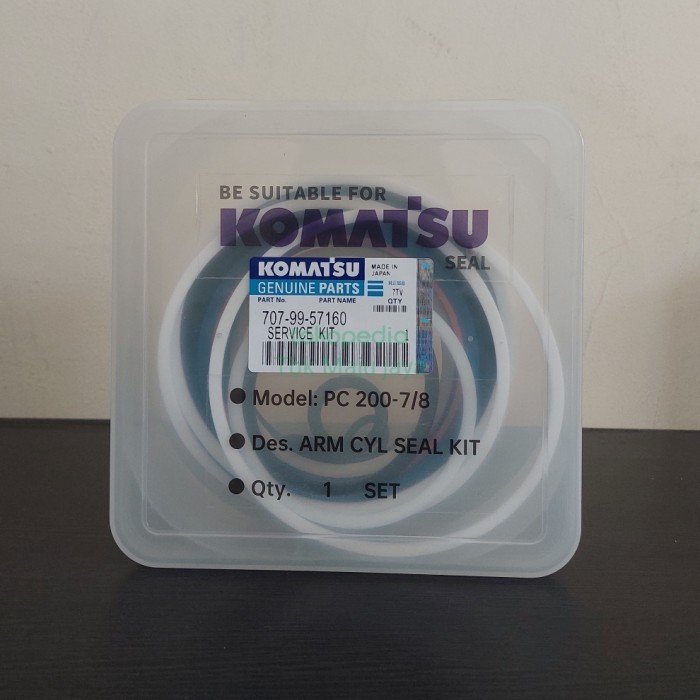 BE SUITABLE FOR
KOMATSU
SEAL
KOMATSU
MADE IN
JAPAN
GENUINE PARTS
PART No. PART NAME QTY
707-99-57160
SERVICE KIT 1
Model: PC 200-7/8
Des. ARM CYL SEAL KIT
Qty. 1 SET